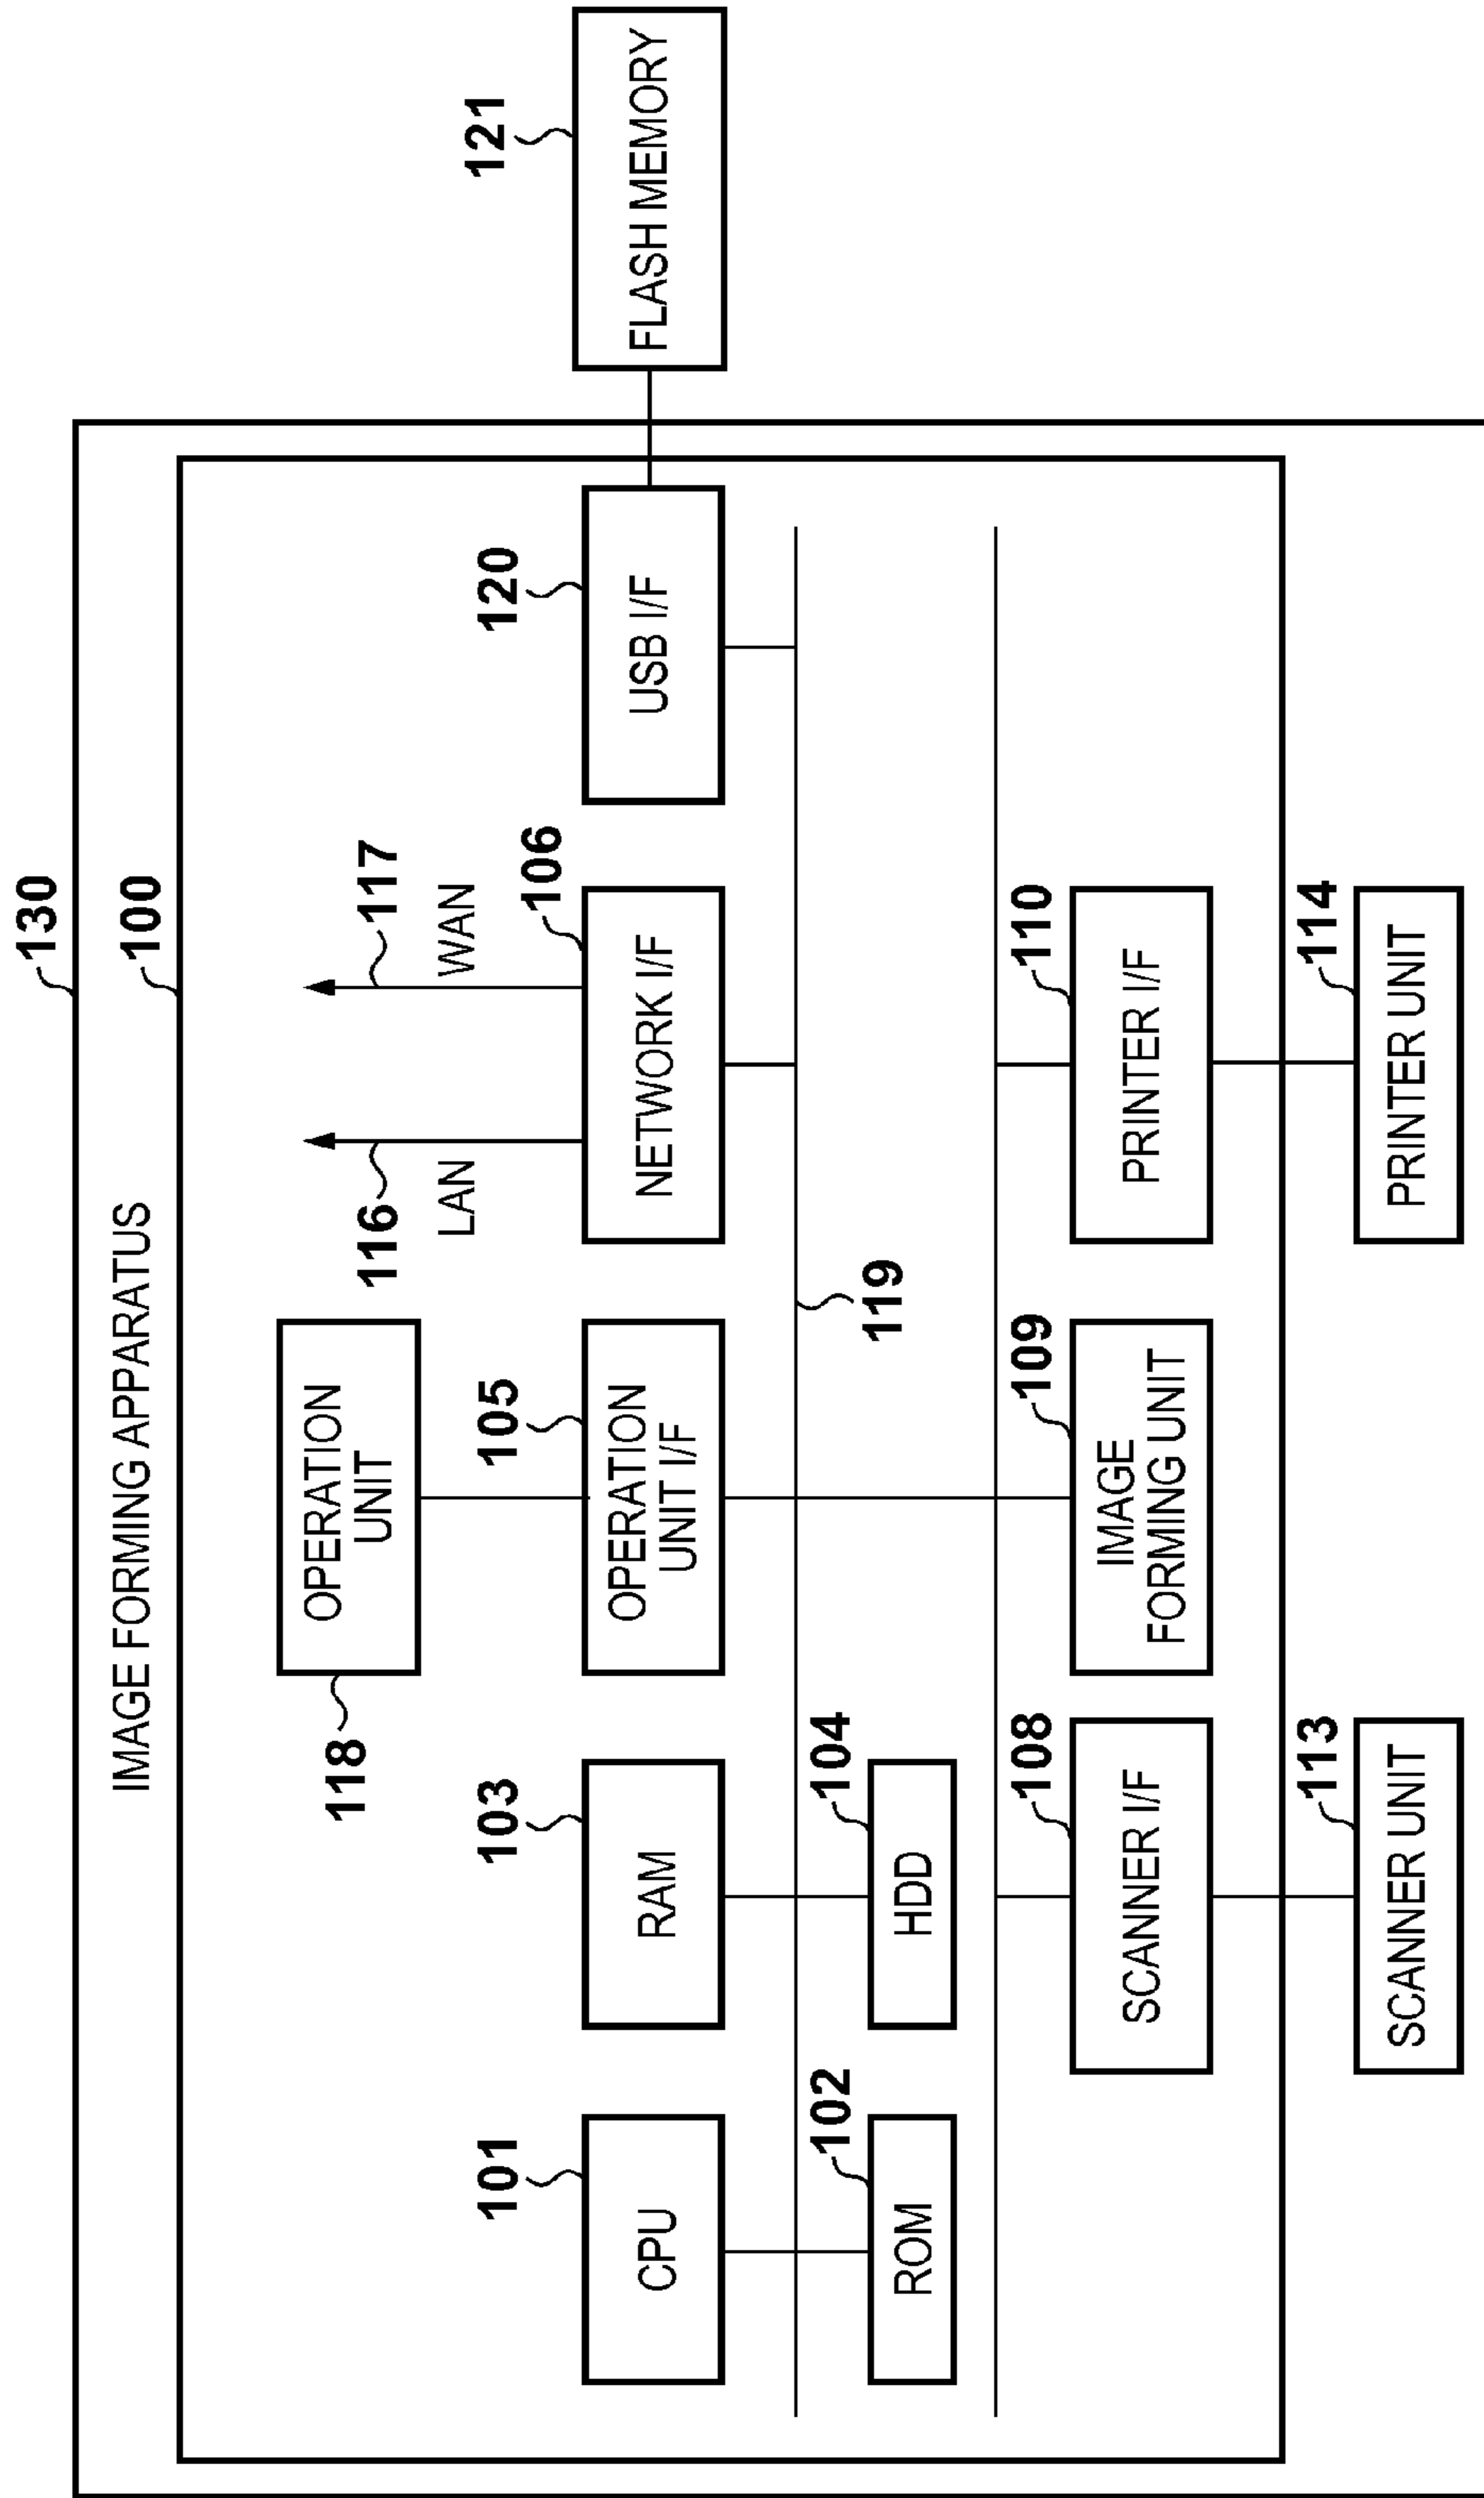 130
IMAGE FORMING APPARATUS
100
118
OPERATION
UNIT
116
LAN
117
WAN
121
101
103
105
106
120
CPU
RAM
OPERATION
UNIT I/F
NETWORK I/F
USB I/F
FLASH MEMORY
102
104
119
ROM
HDD
108
109
110
SCANNER I/F
IMAGE
FORMING UNIT
PRINTER I/F
113
114
SCANNER UNIT
PRINTER UNIT